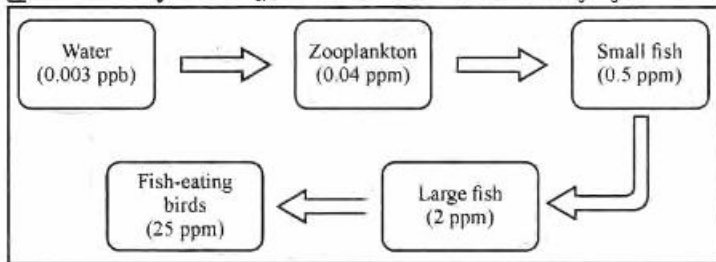 Water
(0.003 ppb)
Zooplankton
(0.04 ppm)
Small fish
(0.5 ppm)
Large fish
(2 ppm)
Fish-eating
birds
(25 ppm)